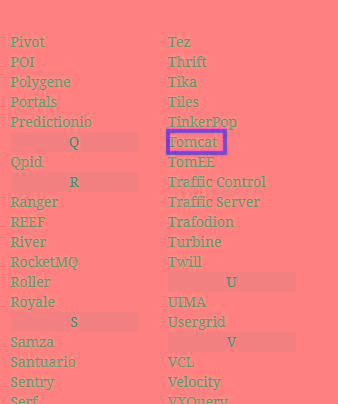 Pivot
POI
Polygene
Portals
Predictionio
Q
Qpid
R
Ranger
REEF
River
RocketMQ
Roller
Royale
S
Samza
Santuario
Sentry
Serf
Tez
Thrift
Tika
Tiles
TinkerPop
Tomcat
TomEE
Traffic Control
Traffic Server
Trafodion
Turbine
Twill
U
UIMA
Usergrid
V
VCL
Velocity
VXQuery